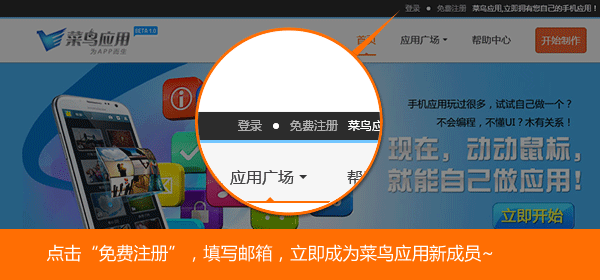 登录 免费注册 菜鸟应用,立即拥有您自己的手机应用！
菜鸟应用 BETA 1.0
为APP而生
首页 应用广场 帮助中心 开始制作
登录 免费注册 菜鸟应
应用广场 帮
手机应用玩过很多，试试自己做一个？
不会编程，不懂UI？木有关系！
现在，动动鼠标，
就能自己做应用！
立即开始
点击“免费注册”，填写邮箱，立即成为菜鸟应用新成员~